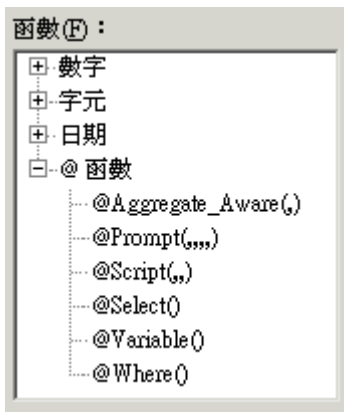 函數(F)：
數字
字元
日期
@ 函數
@Aggregate_Aware(,)
@Prompt(,,,,)
@Script(,,)
@Select()
@Variable()
@Where()